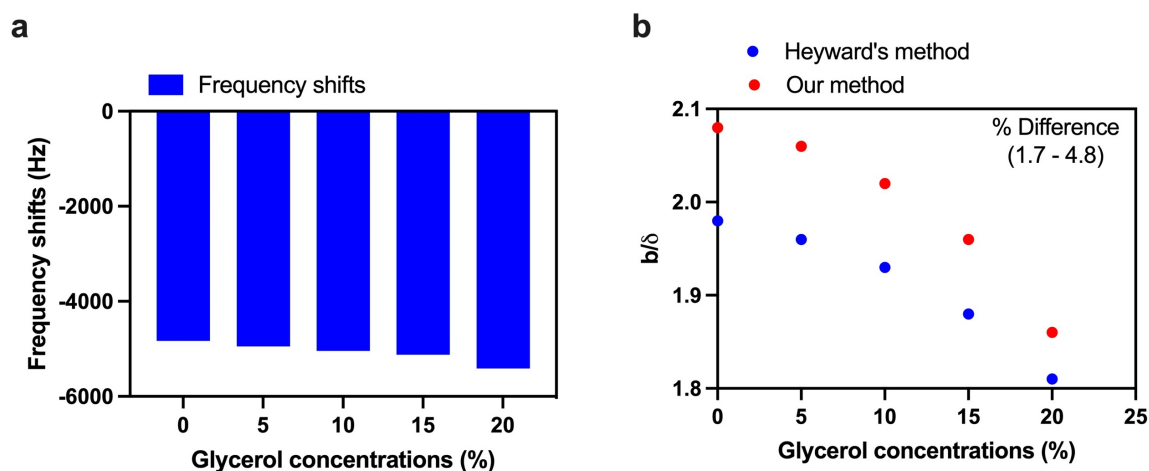 a
Frequency shifts
Frequency shifts (Hz)
0
-2000
-4000
-6000
0 5 10 15 20
Glycerol concentrations (%)
b
Heyward's method
Our method
% Difference
(1.7 - 4.8)
b/δ
2.1
2.0
1.9
1.8
0 5 10 15 20 25
Glycerol concentrations (%)